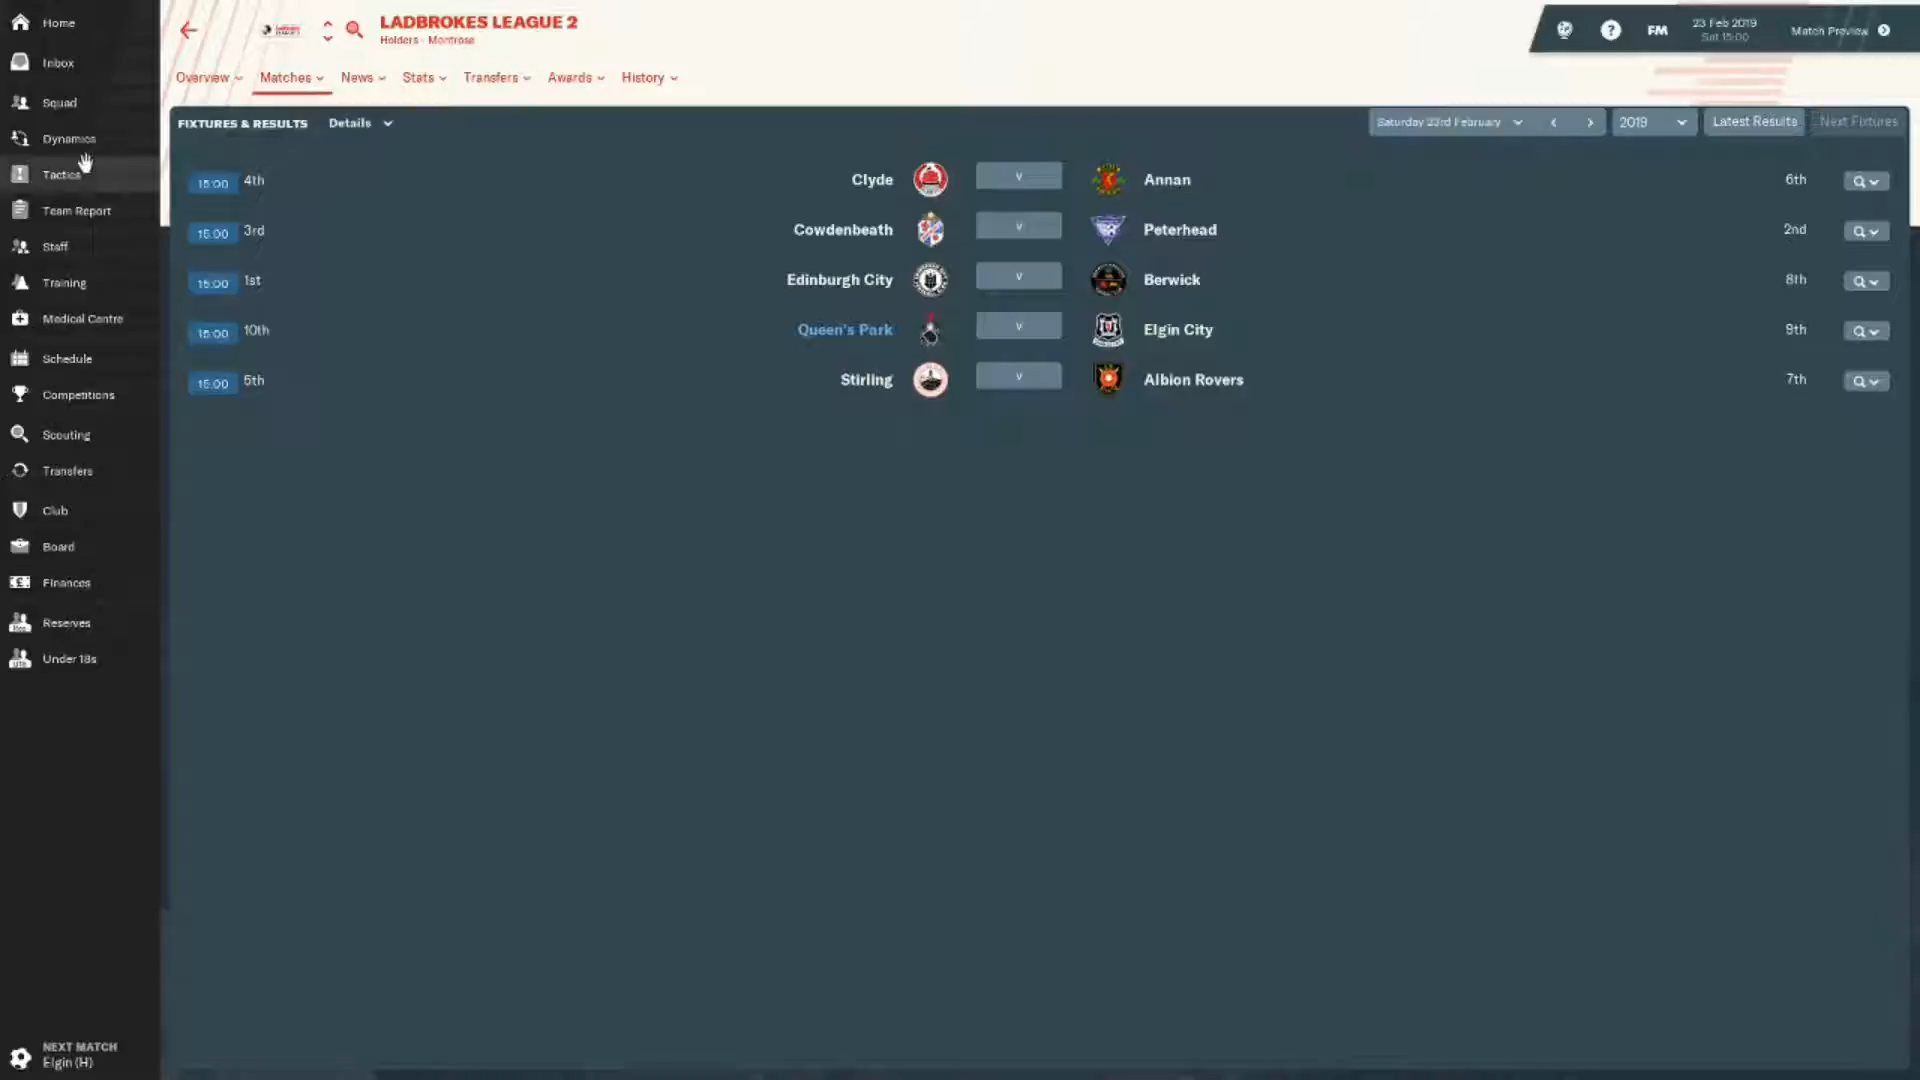 Home
Inbox
Squad
Dynamics
Tactics
Team Report
Staff
Training
Medical Centre
Schedule
Competitions
Scouting
Transfers
Club
Board
Finances
Reserves
Under 18s
NEXT MATCH
Elgin (H)
LADBROKES LEAGUE 2
Holders - Montrose
FM
23 Feb 2019
Sat 15:00
Match Preview
Overview Matches News Stats Transfers Awards History
FIXTURES & RESULTS Details
Saturday 23rd February 2019 Latest Results Next Fixtures
15:00 4th Clyde v Annan 6th
15:00 3rd Cowdenbeath v Peterhead 2nd
15:00 1st Edinburgh City v Berwick 8th
15:00 10th Queen's Park v Elgin City 9th
15:00 5th Stirling v Albion Rovers 7th